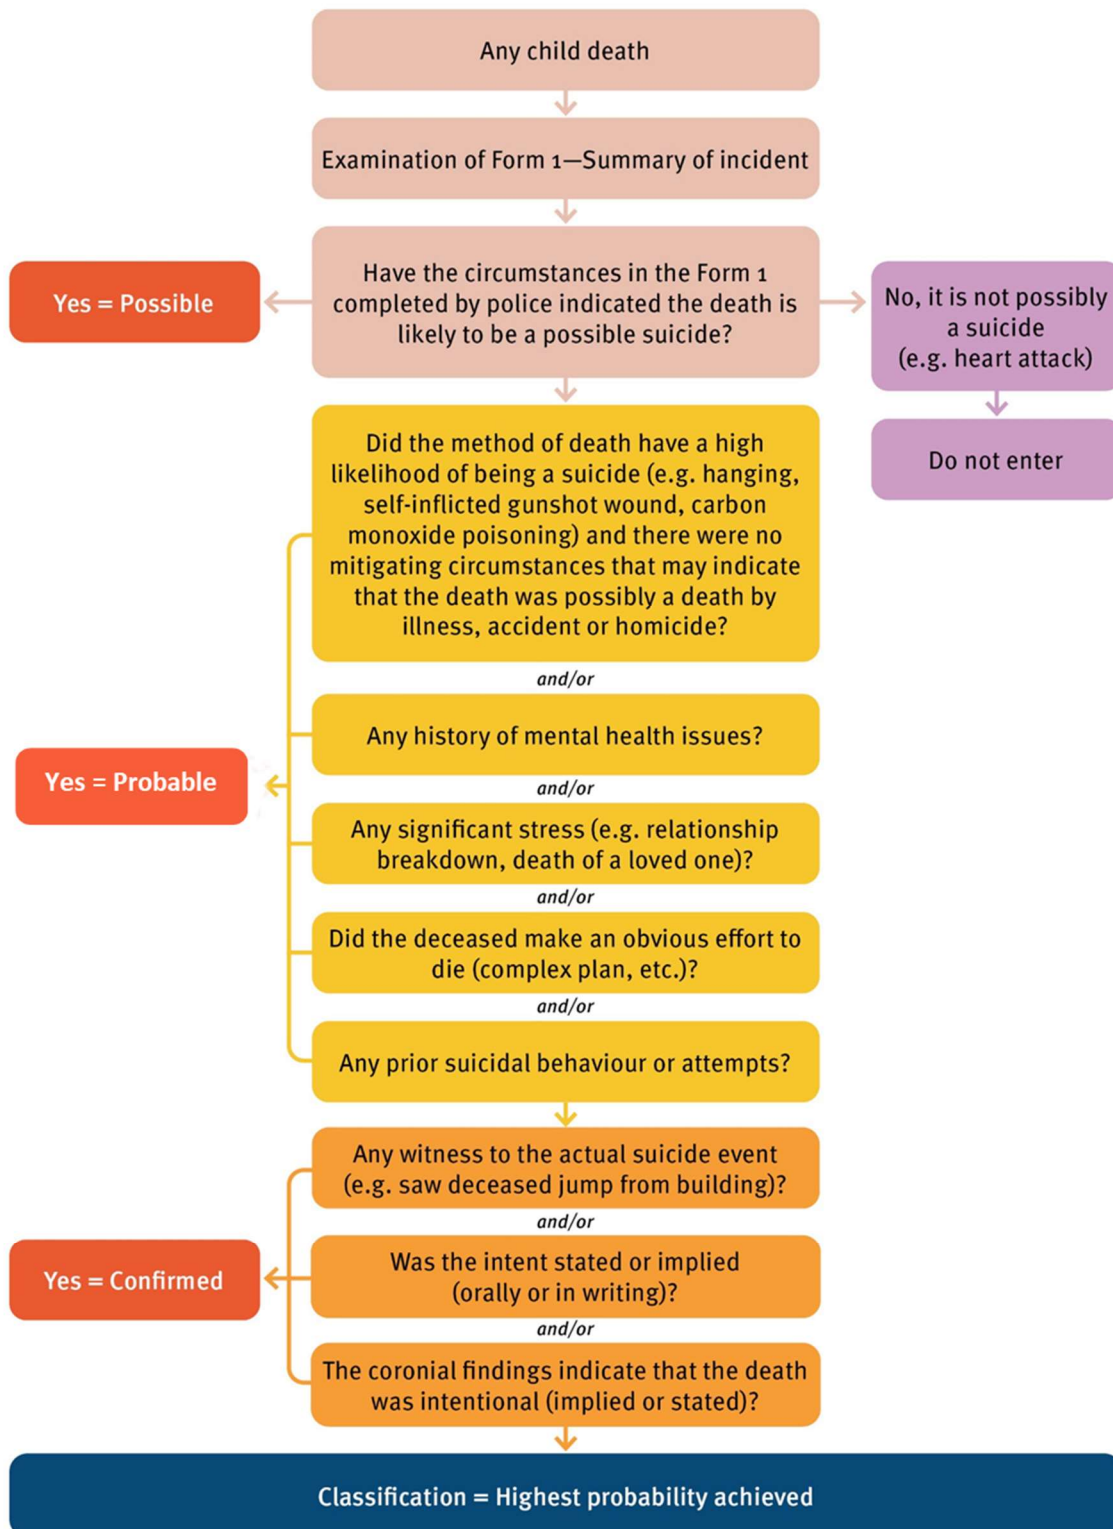 Any child death
Examination of Form 1—Summary of incident
Yes = Possible
Have the circumstances in the Form 1
completed by police indicated the death is
likely to be a possible suicide?
No, it is not possibly
a suicide
(e.g. heart attack)
Do not enter
Did the method of death have a high
likelihood of being a suicide (e.g. hanging,
self-inflicted gunshot wound, carbon
monoxide poisoning) and there were no
mitigating circumstances that may indicate
that the death was possibly a death by
illness, accident or homicide?
and/or
Any history of mental health issues?
and/or
Yes = Probable
Any significant stress (e.g. relationship
breakdown, death of a loved one)?
and/or
Did the deceased make an obvious effort to
die (complex plan, etc.)?
and/or
Any prior suicidal behaviour or attempts?
Any witness to the actual suicide event
(e.g. saw deceased jump from building)?
and/or
Yes = Confirmed
Was the intent stated or implied
(orally or in writing)?
and/or
The coronial findings indicate that the death
was intentional (implied or stated)?
Classification = Highest probability achieved